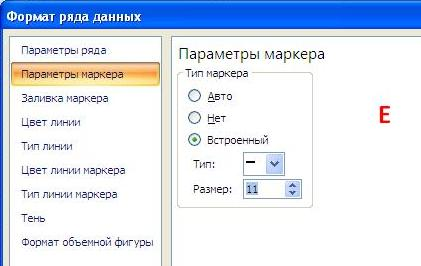 Формат ряда данных
Параметры ряда
Параметры маркера
Заливка маркера
Цвет линии
Тип линии
Цвет линии маркера
Тип линии маркера
Тень
Формат объемной фигуры
Параметры маркера
Тип маркера
Авто
Нет
Встроенный
Тип:
Размер: 11
E